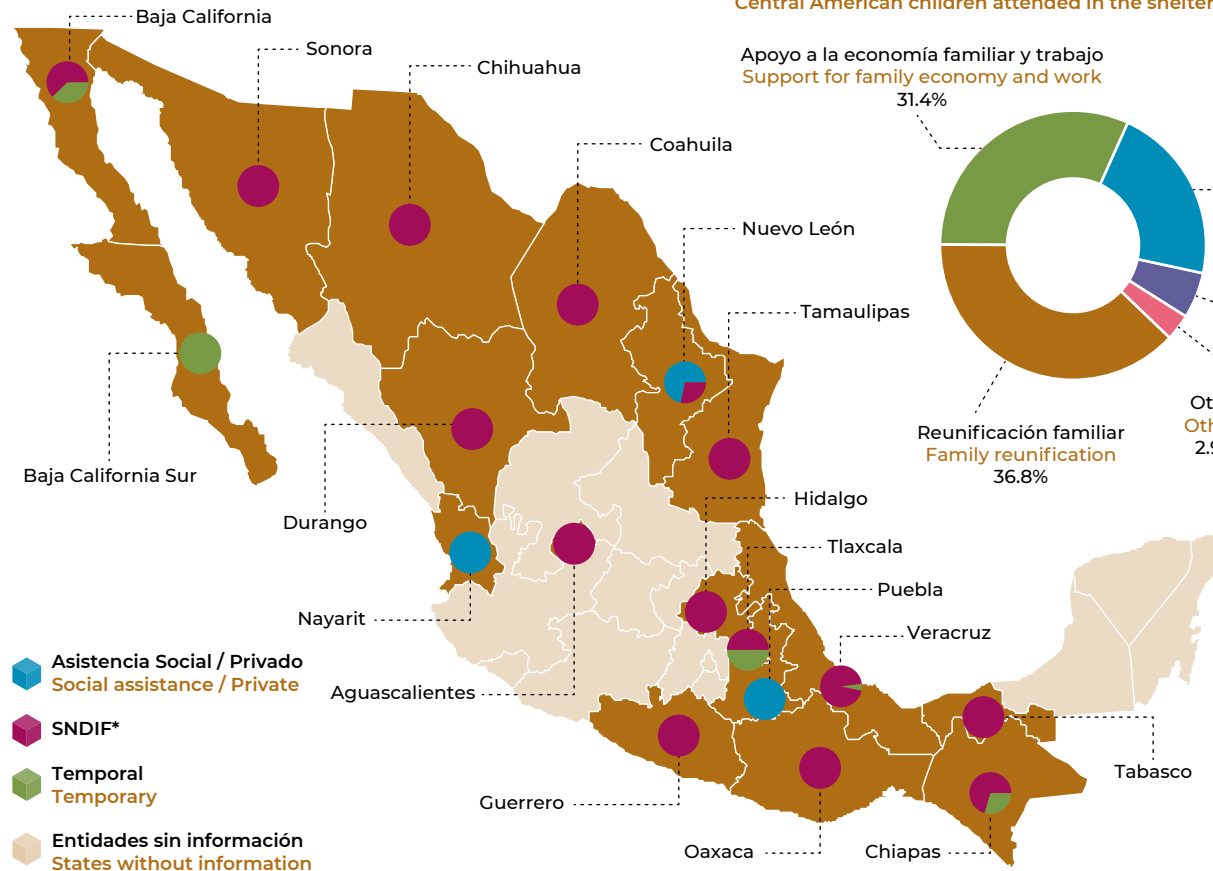 Central American children attended in the shelter
Baja California
Sonora
Chihuahua
Coahuila
Nuevo León
Tamaulipas
Baja California Sur
Durango
Hidalgo
Tlaxcala
Puebla
Nayarit
Veracruz
Aguascalientes
Guerrero
Oaxaca
Chiapas
Tabasco
Apoyo a la economía familiar y trabajo
Support for family economy and work
31.4%
Reunificación familiar
Family reunification
36.8%
Asistencia Social / Privado
Social assistance / Private
SNDIF*
Temporal
Temporary
Entidades sin información
States without information